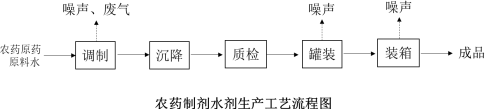 噪声、废气
噪声
噪声
农药原药
原料水
调制
沉降
质检
罐装
装箱
成品
农药制剂水剂生产工艺流程图